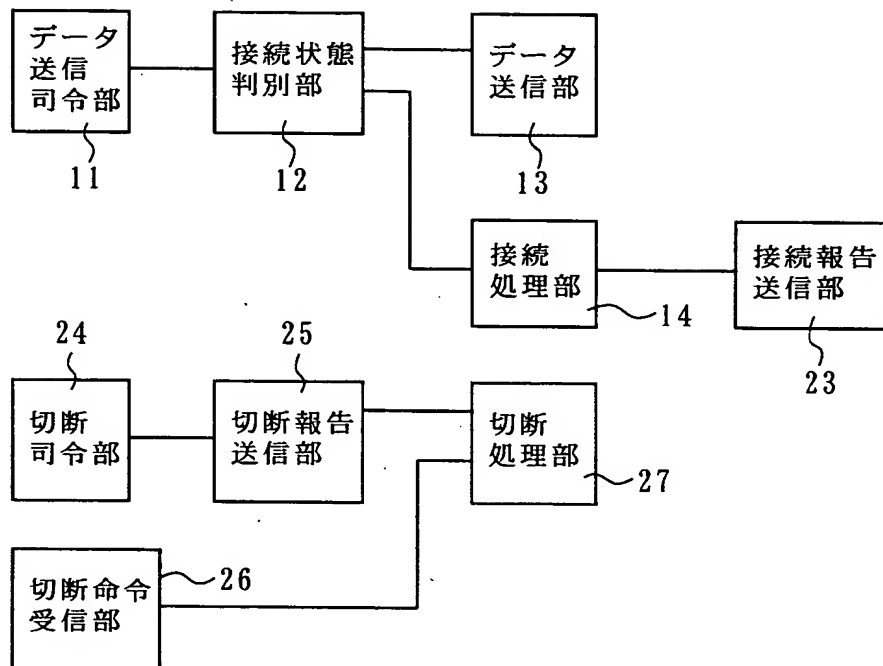 データ
送信
司令部
11
接続状態
判別部
12
データ
送信部
13
接続
処理部
14
接続報告
送信部
23
24
切断
司令部
25
切断報告
送信部
切断
処理部
27
切断命令
受信部
26